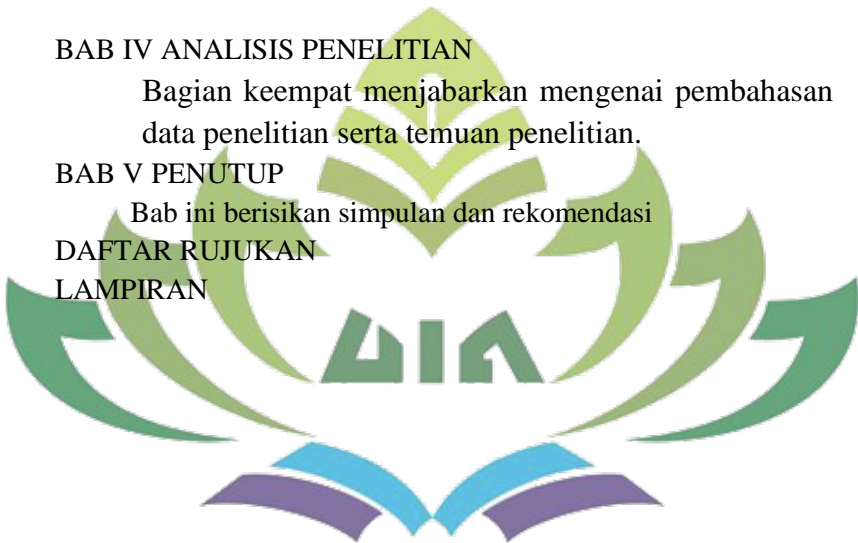 BAB IV ANALISIS PENELITIAN
Bagian keempat menjabarkan mengenai pembahasan
data penelitian serta temuan penelitian.
BAB V PENUTUP
Bab ini berisikan simpulan dan rekomendasi
DAFTAR RUJUKAN
LAMPIRAN
UIN